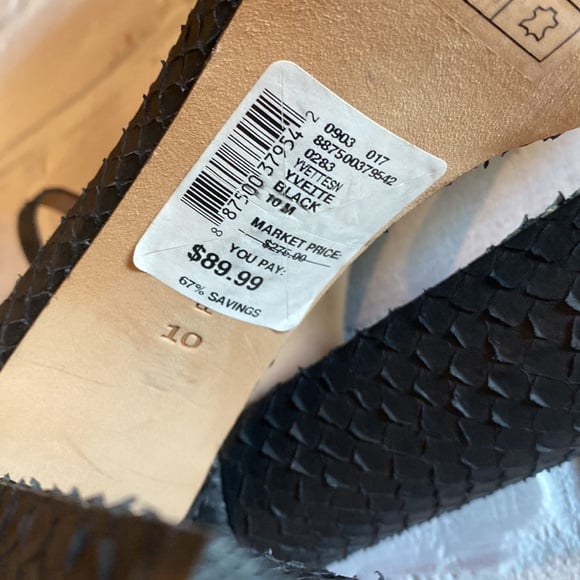 0903 017
887500379542
0283
YVETTESN
YVETTE
BLACK
10 M
MARKET PRICE:
$275.00
YOU PAY:
$89.99
67% SAVINGS
8 87500 37954 2
10